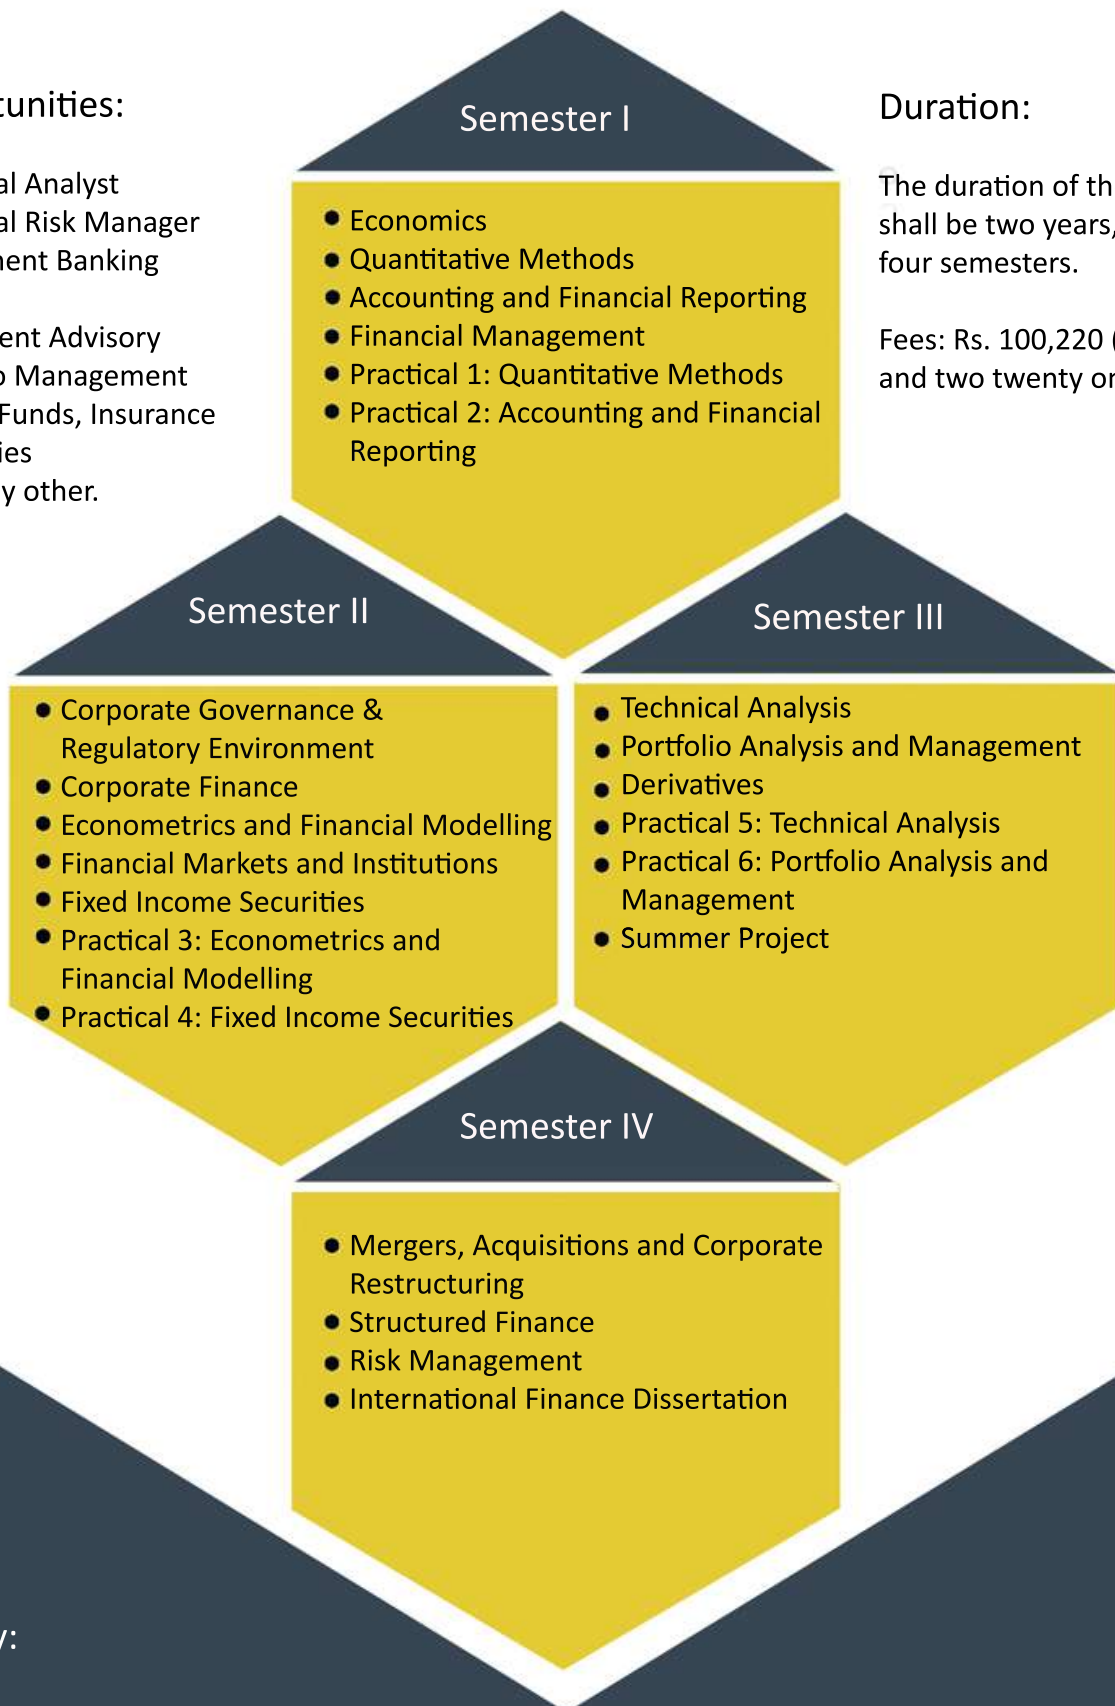 Semester I
tunities:
al Analyst
al Risk Manager
nent Banking
ent Advisory
o Management
Funds, Insurance
ies
y other.
Duration:
The duration of th
shall be two years,
four semesters.
Fees: Rs. 100,220 (
and two twenty or
• Economics
• Quantitative Methods
• Accounting and Financial Reporting
• Financial Management
• Practical 1: Quantitative Methods
• Practical 2: Accounting and Financial
Reporting
Semester II
• Corporate Governance &
Regulatory Environment
• Corporate Finance
• Econometrics and Financial Modelling
• Financial Markets and Institutions
• Fixed Income Securities
• Practical 3: Econometrics and
Financial Modelling
• Practical 4: Fixed Income Securities
Semester III
• Technical Analysis
• Portfolio Analysis and Management
• Derivatives
• Practical 5: Technical Analysis
• Practical 6: Portfolio Analysis and
Management
• Summer Project
Semester IV
• Mergers, Acquisitions and Corporate
Restructuring
• Structured Finance
• Risk Management
• International Finance Dissertation
y: